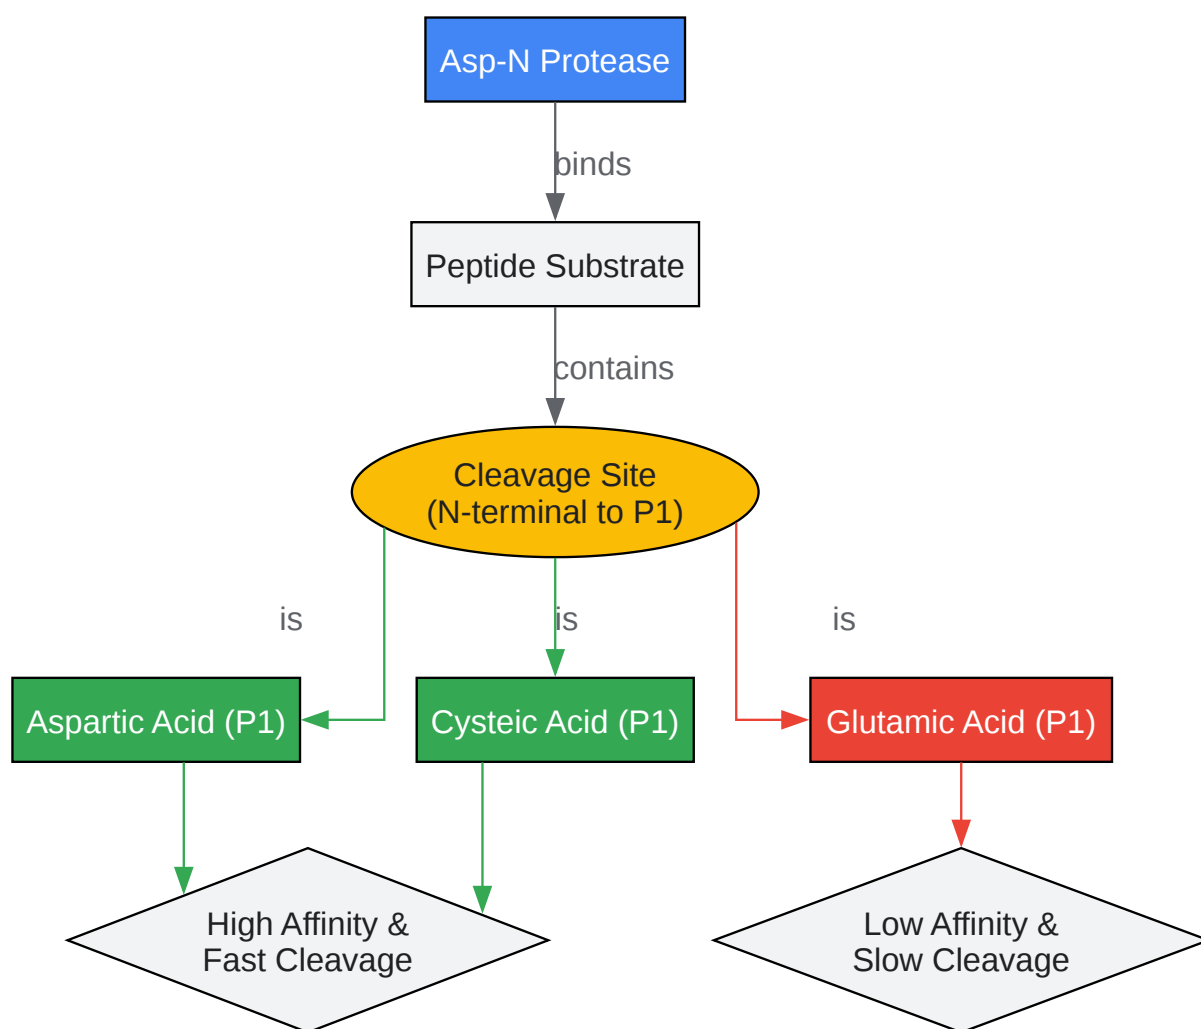 Asp-N Protease
binds
Peptide Substrate
contains
Cleavage Site
(N-terminal to P1)
is
is
is
Aspartic Acid (P1)
Cysteic Acid (P1)
Glutamic Acid (P1)
High Affinity &
Fast Cleavage
Low Affinity &
Slow Cleavage